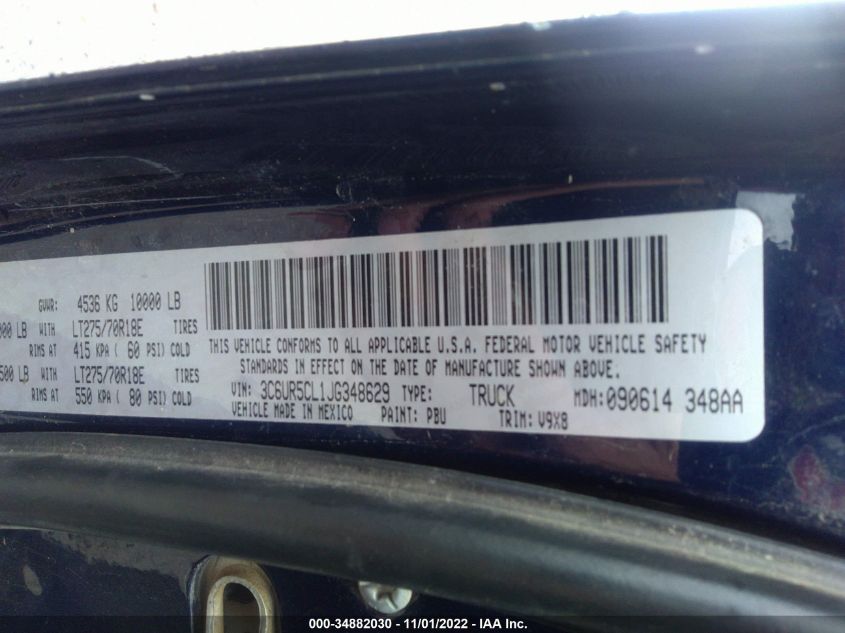 GVWR: 4536 KG 10000 LB
000 LB WITH LT275/70R18E TIRES
RIMS AT 415 KPA ( 60 PSI) COLD
500 LB WITH LT275/70R18E TIRES
RIMS AT 550 KPA ( 80 PSI) COLD
THIS VEHICLE CONFORMS TO ALL APPLICABLE U.S.A. FEDERAL MOTOR VEHICLE SAFETY
STANDARDS IN EFFECT ON THE DATE OF MANUFACTURE SHOWN ABOVE.
VIN: 3C6UR5CL1JG348629 TYPE: TRUCK MDH: 090614 348AA
VEHICLE MADE IN MEXICO PAINT: PBU TRIM: V9X8
000-34882030 - 11/01/2022 - IAA Inc.